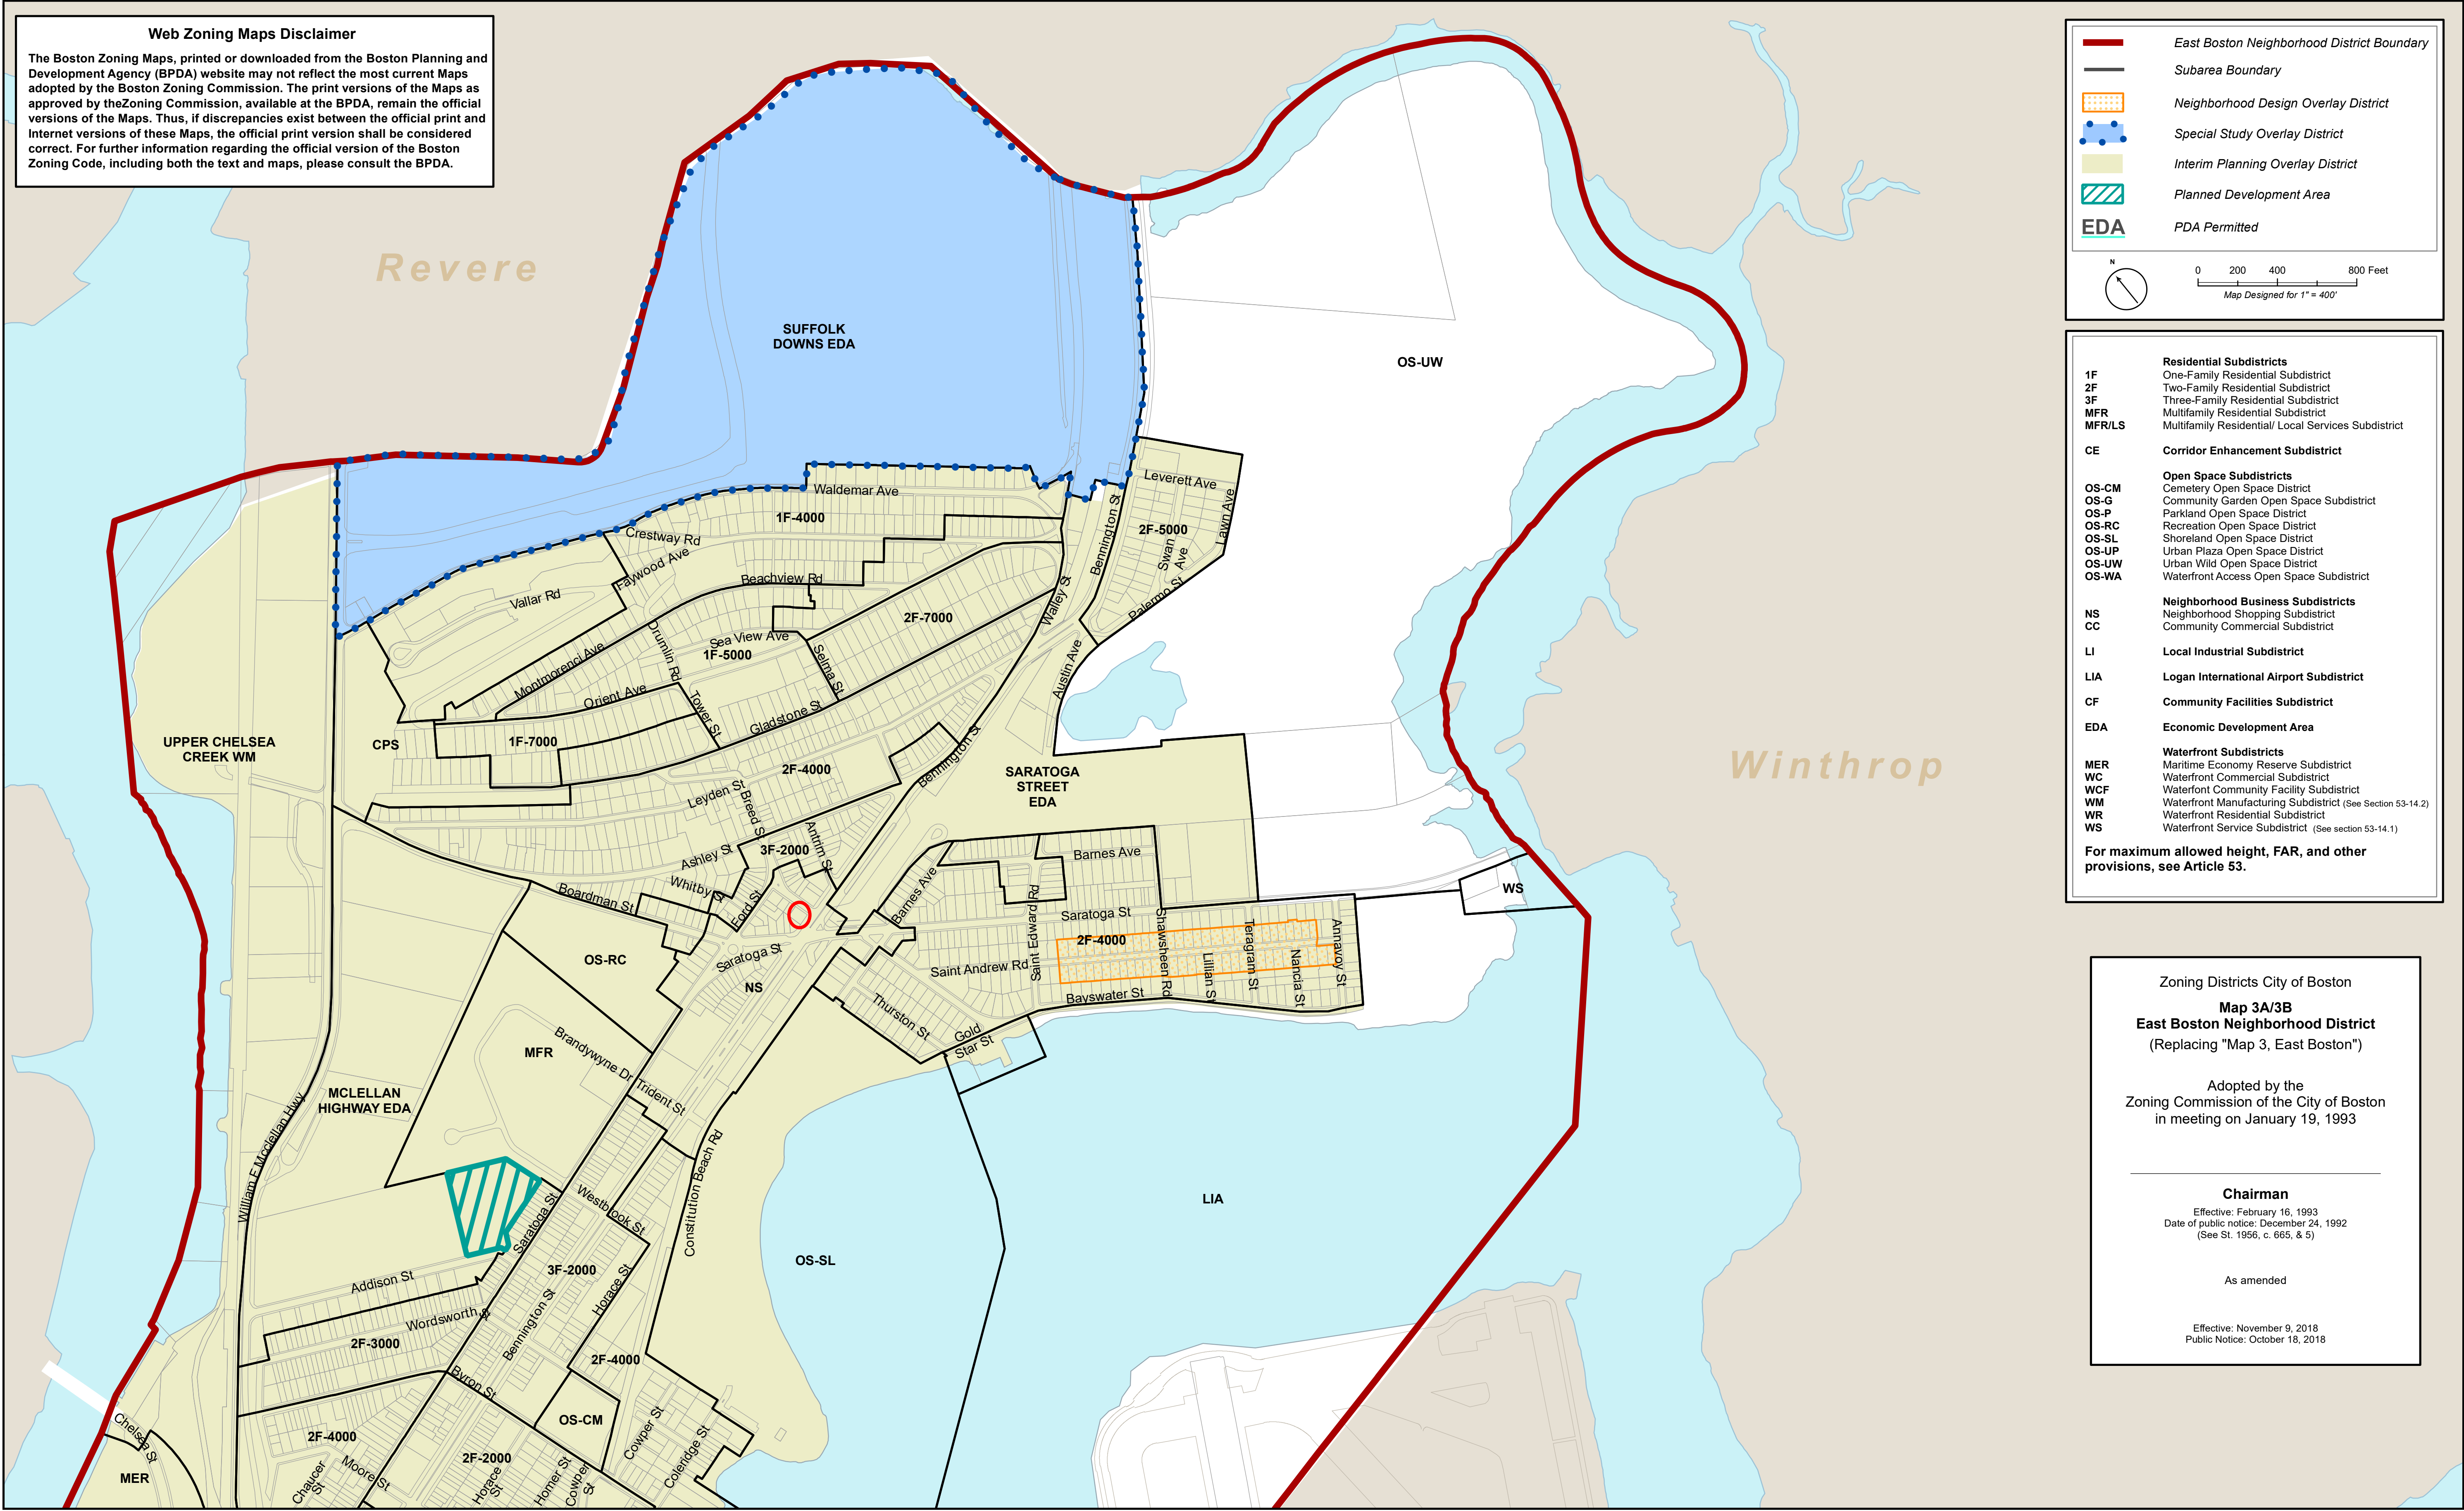 Web Zoning Maps Disclaimer
The Boston Zoning Maps, printed or downloaded from the Boston Planning and
Development Agency (BPDA) website may not reflect the most current Maps
adopted by the Boston Zoning Commission. The print versions of the Maps as
approved by theZoning Commission, available at the BPDA, remain the official
versions of the Maps. Thus, if discrepancies exist between the official print and
Internet versions of these Maps, the official print version shall be considered
correct. For further information regarding the official version of the Boston
Zoning Code, including both the text and maps, please consult the BPDA.
Revere
SUFFOLK
DOWNS EDA
OS-UW
Leverett Ave
Waldemar Ave
Lawn Ave
1F-4000
2F-5000
Bennington St
Crestway Rd
Swan
Ave
Faywood Ave
Beachview Rd
Vallar Rd
Walley St
Palermo St
2F-7000
Drumlin Rd
Sea View Ave
1F-5000
Selma St
Montmorenci Ave
Austin Ave
Orient Ave
Tower St
Gladstone St
UPPER CHELSEA
CREEK WM
CPS
1F-7000
2F-4000
Bennington St
SARATOGA
STREET
EDA
Winthrop
Leyden St
Breed St
Antrim St
3F-2000
Ashley St
Barnes Ave
Whitby St
Boardman St
Ford St
Barnes Ave
WS
Saratoga St
Saint Edward Rd
Shawsheen Rd
2F-4000
Teragram St
Annavoy St
OS-RC
Saratoga St
Saint Andrew Rd
Lillian St
Nancia St
NS
Bayswater St
Thurston St
Gold
Star St
MFR
Brandywyne Dr
Trident St
MCLELLAN
HIGHWAY EDA
William F Mcclellan Hwy
Constitution Beach Rd
LIA
Westbrook St
Saratoga St
OS-SL
3F-2000
Addison St
Horace St
Wordsworth St
Bennington St
2F-3000
2F-4000
Byron St
OS-CM
Chelsea St
Cowper St
2F-4000
Coleridge St
2F-2000
MER
Moore St
Chaucer
St
Horace
St
Homer St
Cowper
St
East Boston Neighborhood District Boundary
Subarea Boundary
Neighborhood Design Overlay District
Special Study Overlay District
Interim Planning Overlay District
Planned Development Area
EDA PDA Permitted
N
0 200 400 800 Feet
Map Designed for 1" = 400'
Residential Subdistricts
1F One-Family Residential Subdistrict
2F Two-Family Residential Subdistrict
3F Three-Family Residential Subdistrict
MFR Multifamily Residential Subdistrict
MFR/LS Multifamily Residential/ Local Services Subdistrict
CE Corridor Enhancement Subdistrict
Open Space Subdistricts
OS-CM Cemetery Open Space District
OS-G Community Garden Open Space Subdistrict
OS-P Parkland Open Space District
OS-RC Recreation Open Space District
OS-SL Shoreland Open Space District
OS-UP Urban Plaza Open Space District
OS-UW Urban Wild Open Space District
OS-WA Waterfront Access Open Space Subdistrict
Neighborhood Business Subdistricts
NS Neighborhood Shopping Subdistrict
CC Community Commercial Subdistrict
LI Local Industrial Subdistrict
LIA Logan International Airport Subdistrict
CF Community Facilities Subdistrict
EDA Economic Development Area
Waterfront Subdistricts
MER Maritime Economy Reserve Subdistrict
WC Waterfront Commercial Subdistrict
WCF Waterfont Community Facility Subdistrict
WM Waterfront Manufacturing Subdistrict (See Section 53-14.2)
WR Waterfront Residential Subdistrict
WS Waterfront Service Subdistrict (See section 53-14.1)
For maximum allowed height, FAR, and other
provisions, see Article 53.
Zoning Districts City of Boston
Map 3A/3B
East Boston Neighborhood District
(Replacing "Map 3, East Boston")
Adopted by the
Zoning Commission of the City of Boston
in meeting on January 19, 1993
Chairman
Effective: February 16, 1993
Date of public notice: December 24, 1992
(See St. 1956, c. 665, & 5)
As amended
Effective: November 9, 2018
Public Notice: October 18, 2018